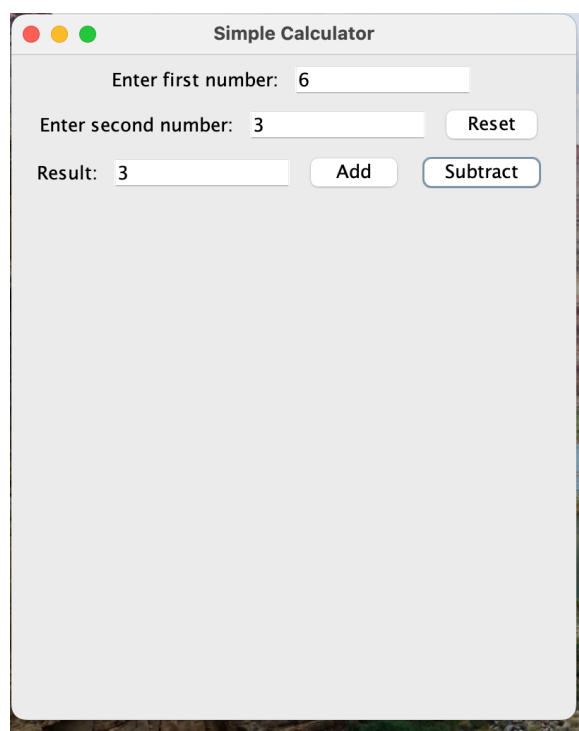 Simple Calculator
Enter first number: 6
Enter second number: 3 Reset
Result: 3 Add Subtract